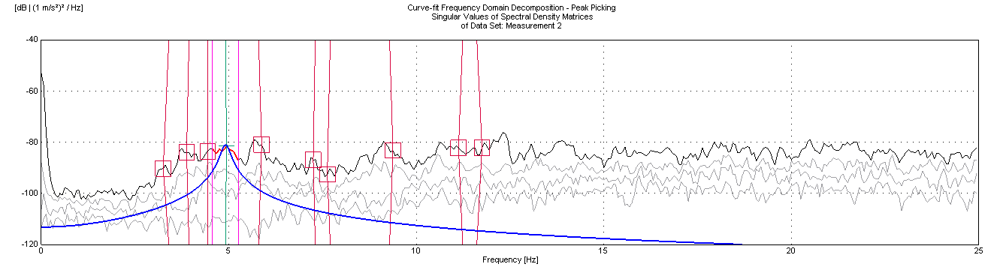 [dB | (1 m/s²)² / Hz]
Curve-fit Frequency Domain Decomposition - Peak Picking
Singular Values of Spectral Density Matrices
of Data Set: Measurement 2
-40
-60
-80
-100
-120
0 5 10 15 20 25
Frequency [Hz]